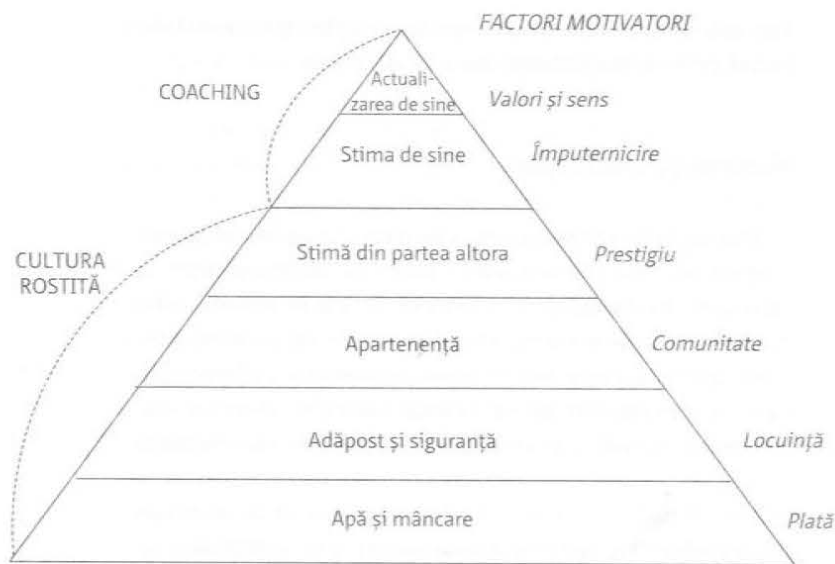 FACTORI MOTIVATORI
COACHING
Actuali-
zarea de sine
Valori și sens
Stima de sine
Împuternicire
CULTURA
ROSTITĂ
Stimă din partea altora
Prestigiu
Apartenență
Comunitate
Adăpost și siguranță
Locuință
Apă și mâncare
Plată